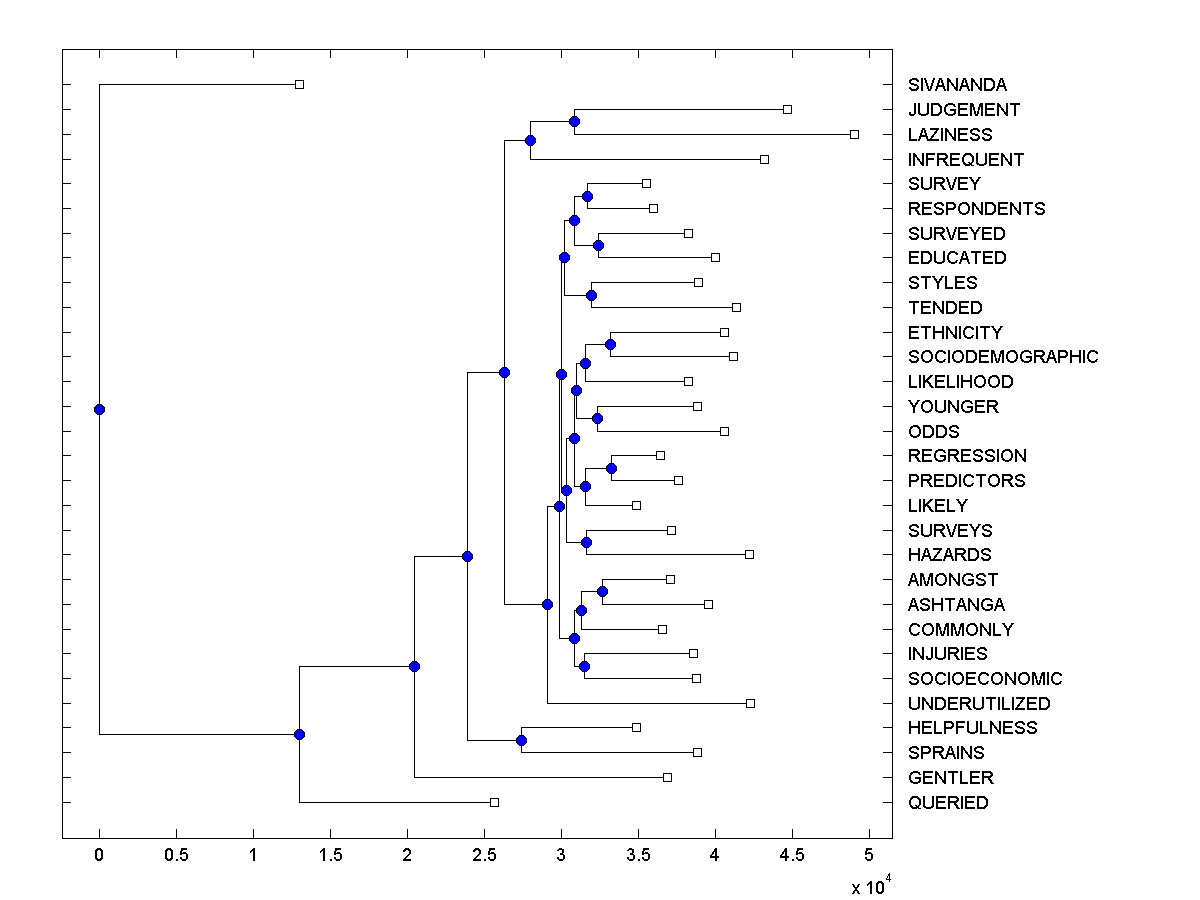 SIVANANDA
JUDGEMENT
LAZINESS
INFREQUENT
SURVEY
RESPONDENTS
SURVEYED
EDUCATED
STYLES
TENDED
ETHNICITY
SOCIODEMOGRAPHIC
LIKELIHOOD
YOUNGER
ODDS
REGRESSION
PREDICTORS
LIKELY
SURVEYS
HAZARDS
AMONGST
ASHTANGA
COMMONLY
INJURIES
SOCIOECONOMIC
UNDERUTILIZED
HELPFULNESS
SPRAINS
GENTLER
QUERIED
0 0.5 1 1.5 2 2.5 3 3.5 4 4.5 5
x 10^4